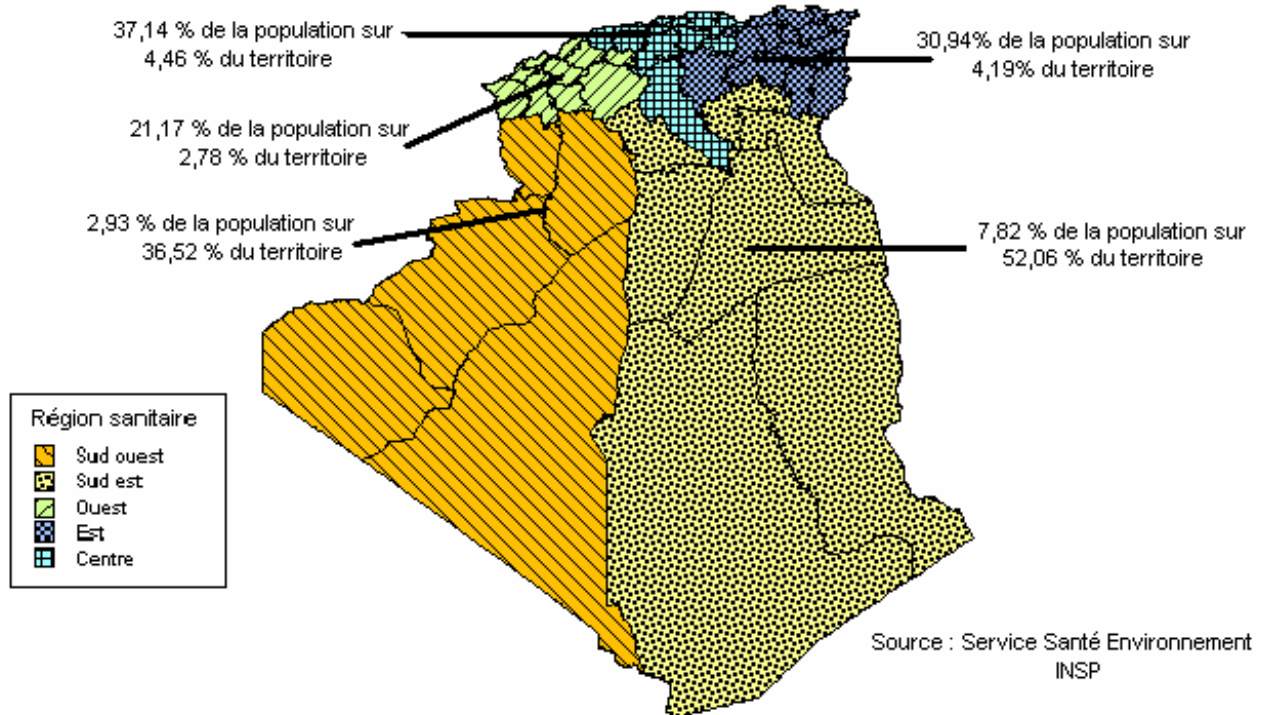 37,14 % de la population sur
4,46 % du territoire
30,94% de la population sur
4,19% du territoire
21,17 % de la population sur
2,78 % du territoire
2,93 % de la population sur
36,52 % du territoire
7,82 % de la population sur
52,06 % du territoire
Région sanitaire
Sud ouest
Sud est
Ouest
Est
Centre
Source : Service Santé Environnement
INSP